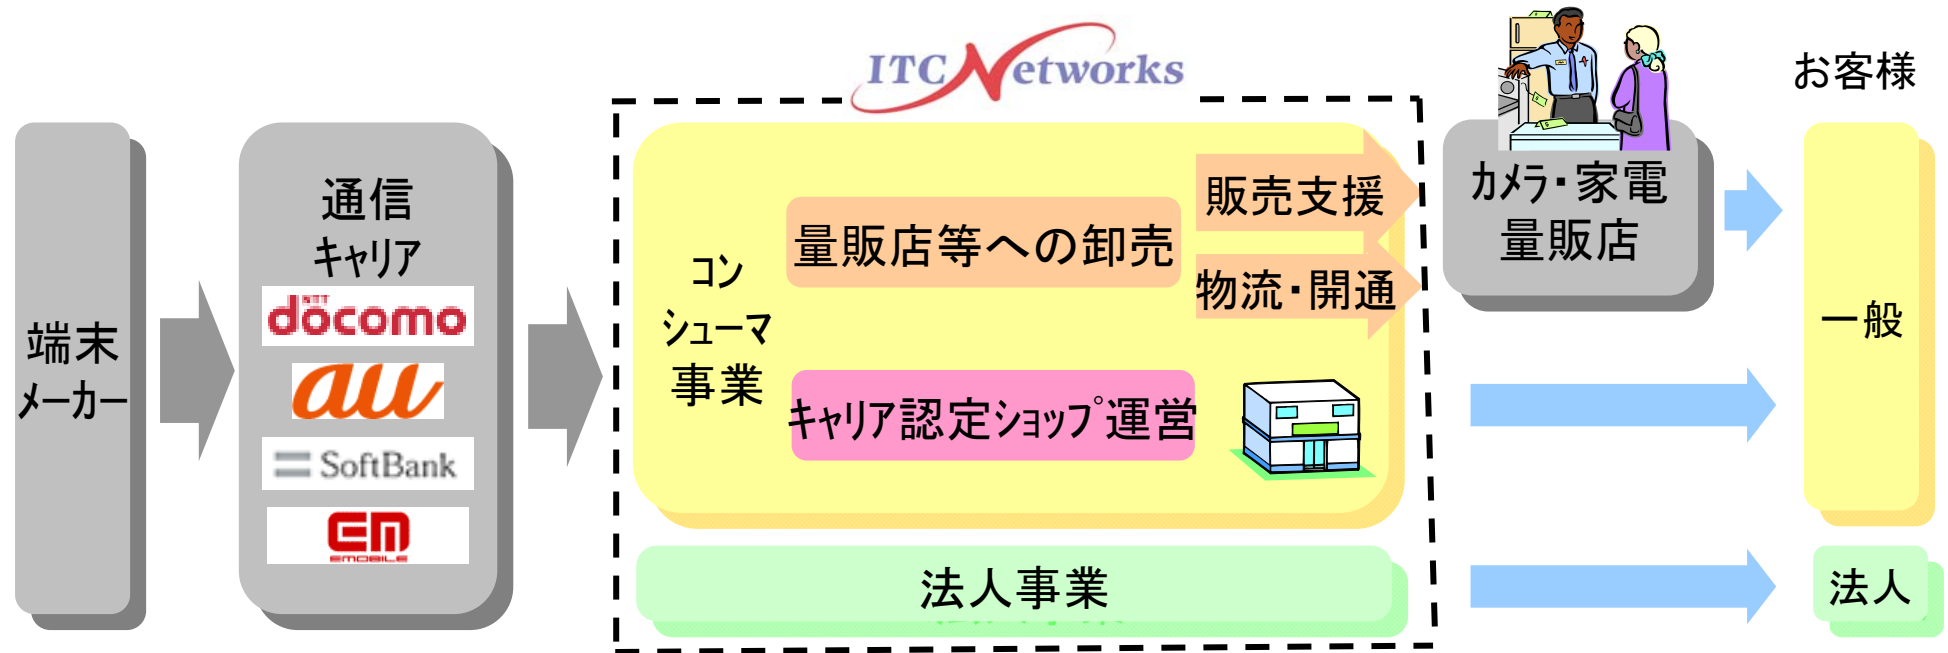 ITCNetworks
お客様
端末
メーカー
通信
キャリア
NTT
döcomo
au
SoftBank
EM
EMOBILE
コン
シューマ
事業
量販店等への卸売
販売支援
物流・開通
キャリア認定ショップ運営
法人事業
カメラ・家電
量販店
一般
法人